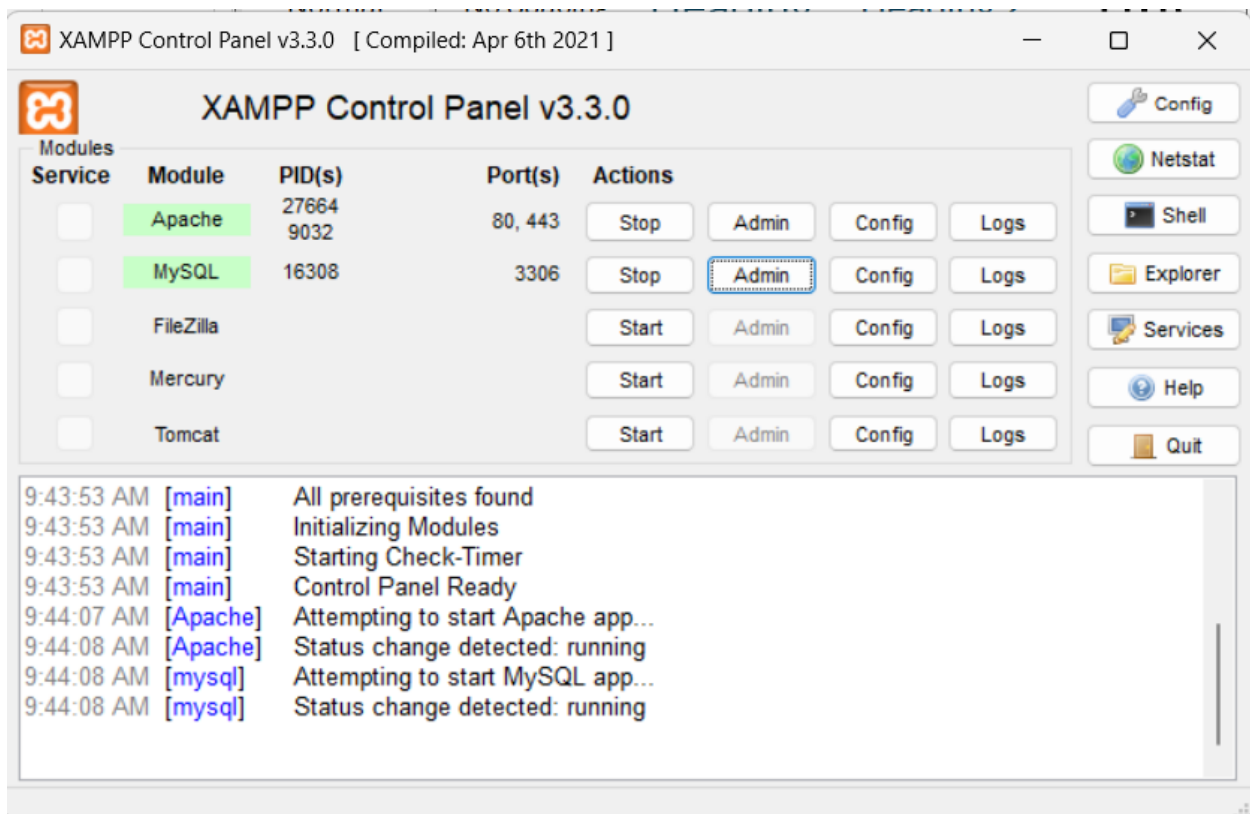 XAMPP Control Panel v3.3.0 [ Compiled: Apr 6th 2021 ]
XAMPP Control Panel v3.3.0
Config
Modules
Service Module PID(s) Port(s) Actions
Netstat
Apache 27664 9032 80, 443 Stop Admin Config Logs
Shell
MySQL 16308 3306 Stop Admin Config Logs
Explorer
FileZilla Start Admin Config Logs
Services
Mercury Start Admin Config Logs
Help
Tomcat Start Admin Config Logs
Quit
9:43:53 AM [main] All prerequisites found
9:43:53 AM [main] Initializing Modules
9:43:53 AM [main] Starting Check-Timer
9:43:53 AM [main] Control Panel Ready
9:44:07 AM [Apache] Attempting to start Apache app...
9:44:08 AM [Apache] Status change detected: running
9:44:08 AM [mysql] Attempting to start MySQL app...
9:44:08 AM [mysql] Status change detected: running